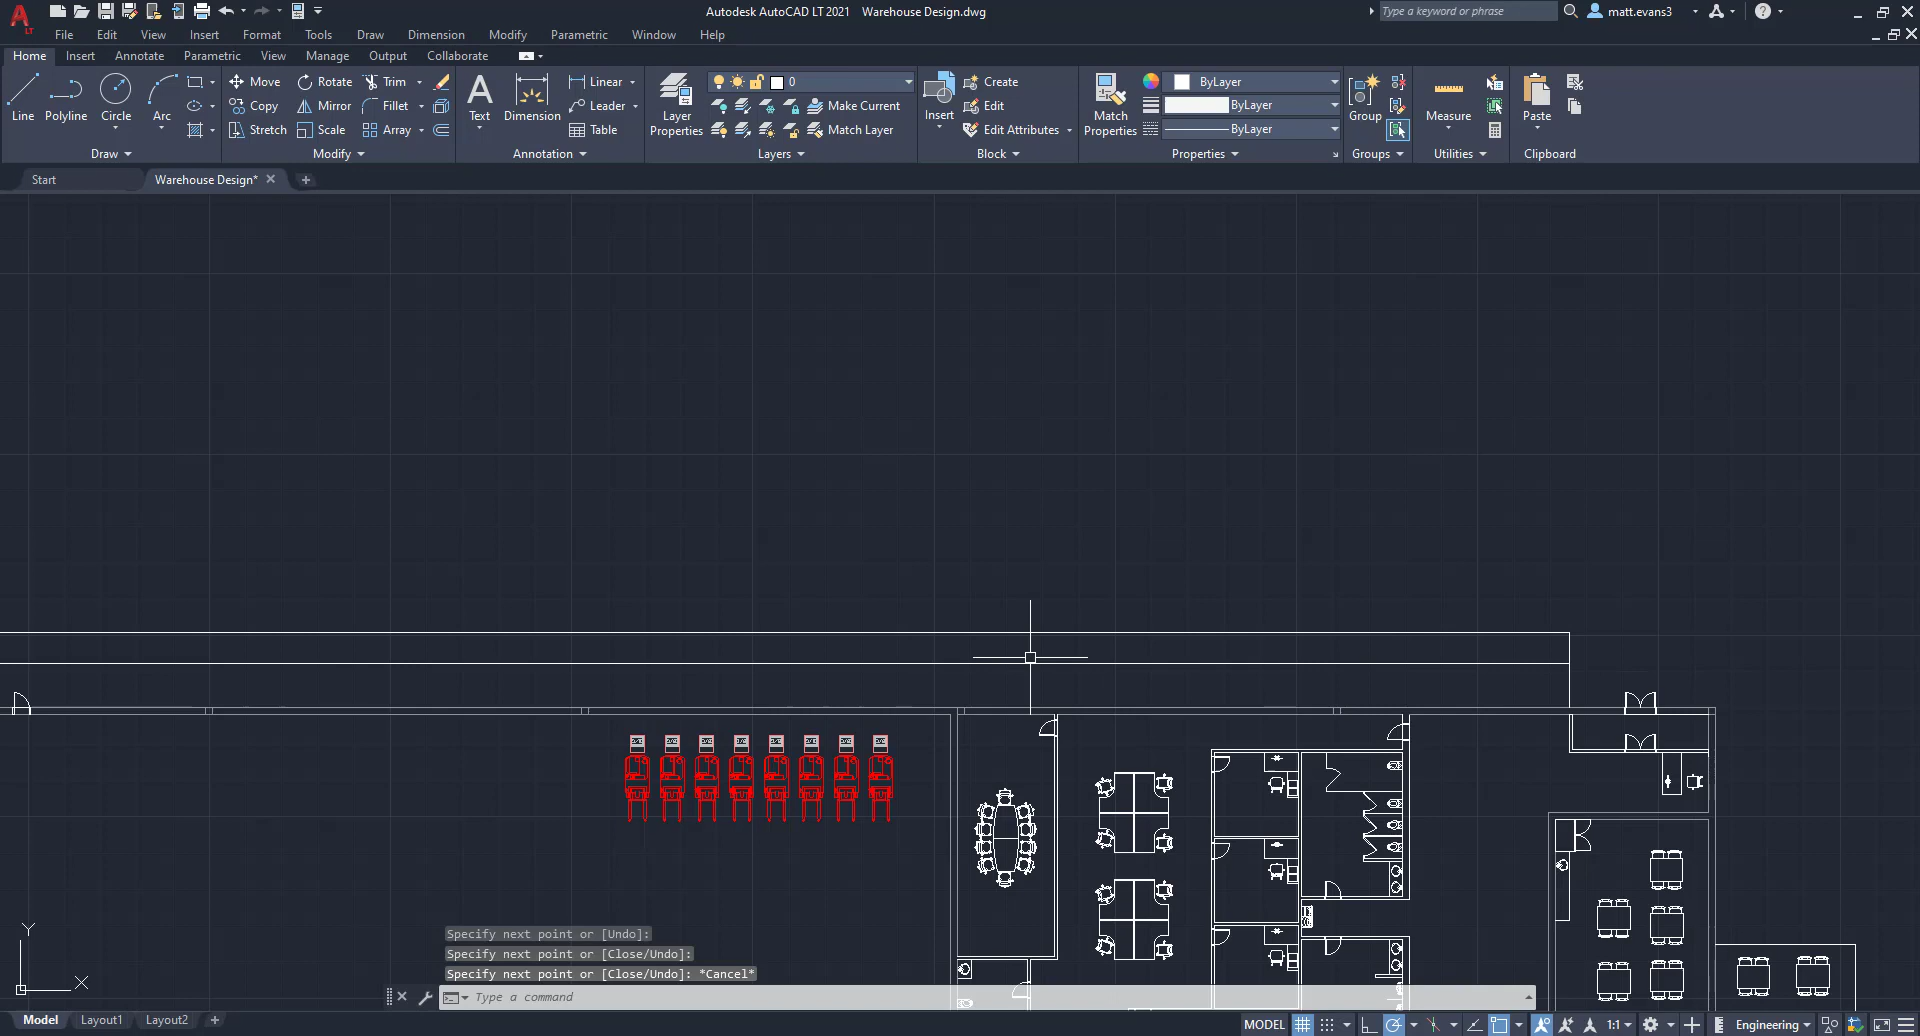 Autodesk AutoCAD LT 2021 Warehouse Design.dwg
Type a keyword or phrase
matt.evans3
LT
File Edit View Insert Format Tools Draw Dimension Modify Parametric Window Help
Home Insert Annotate Parametric View Manage Output Collaborate
Line Polyline Circle Arc
Move Rotate Trim
Copy Mirror Fillet
Stretch Scale Array
Text Dimension
Linear
Leader
Table
Layer Properties
0
Make Current
Match Layer
Insert
Create
Edit
Edit Attributes
Match Properties
ByLayer
ByLayer
ByLayer
Group
Measure
Paste
Draw Modify Annotation Layers Block Properties Groups Utilities Clipboard
Start Warehouse Design*
Specify next point or [Undo]:
Specify next point or [Close/Undo]:
Specify next point or [Close/Undo]: *Cancel*
Y
X
Type a command
Model Layout1 Layout2
MODEL 1:1 Engineering